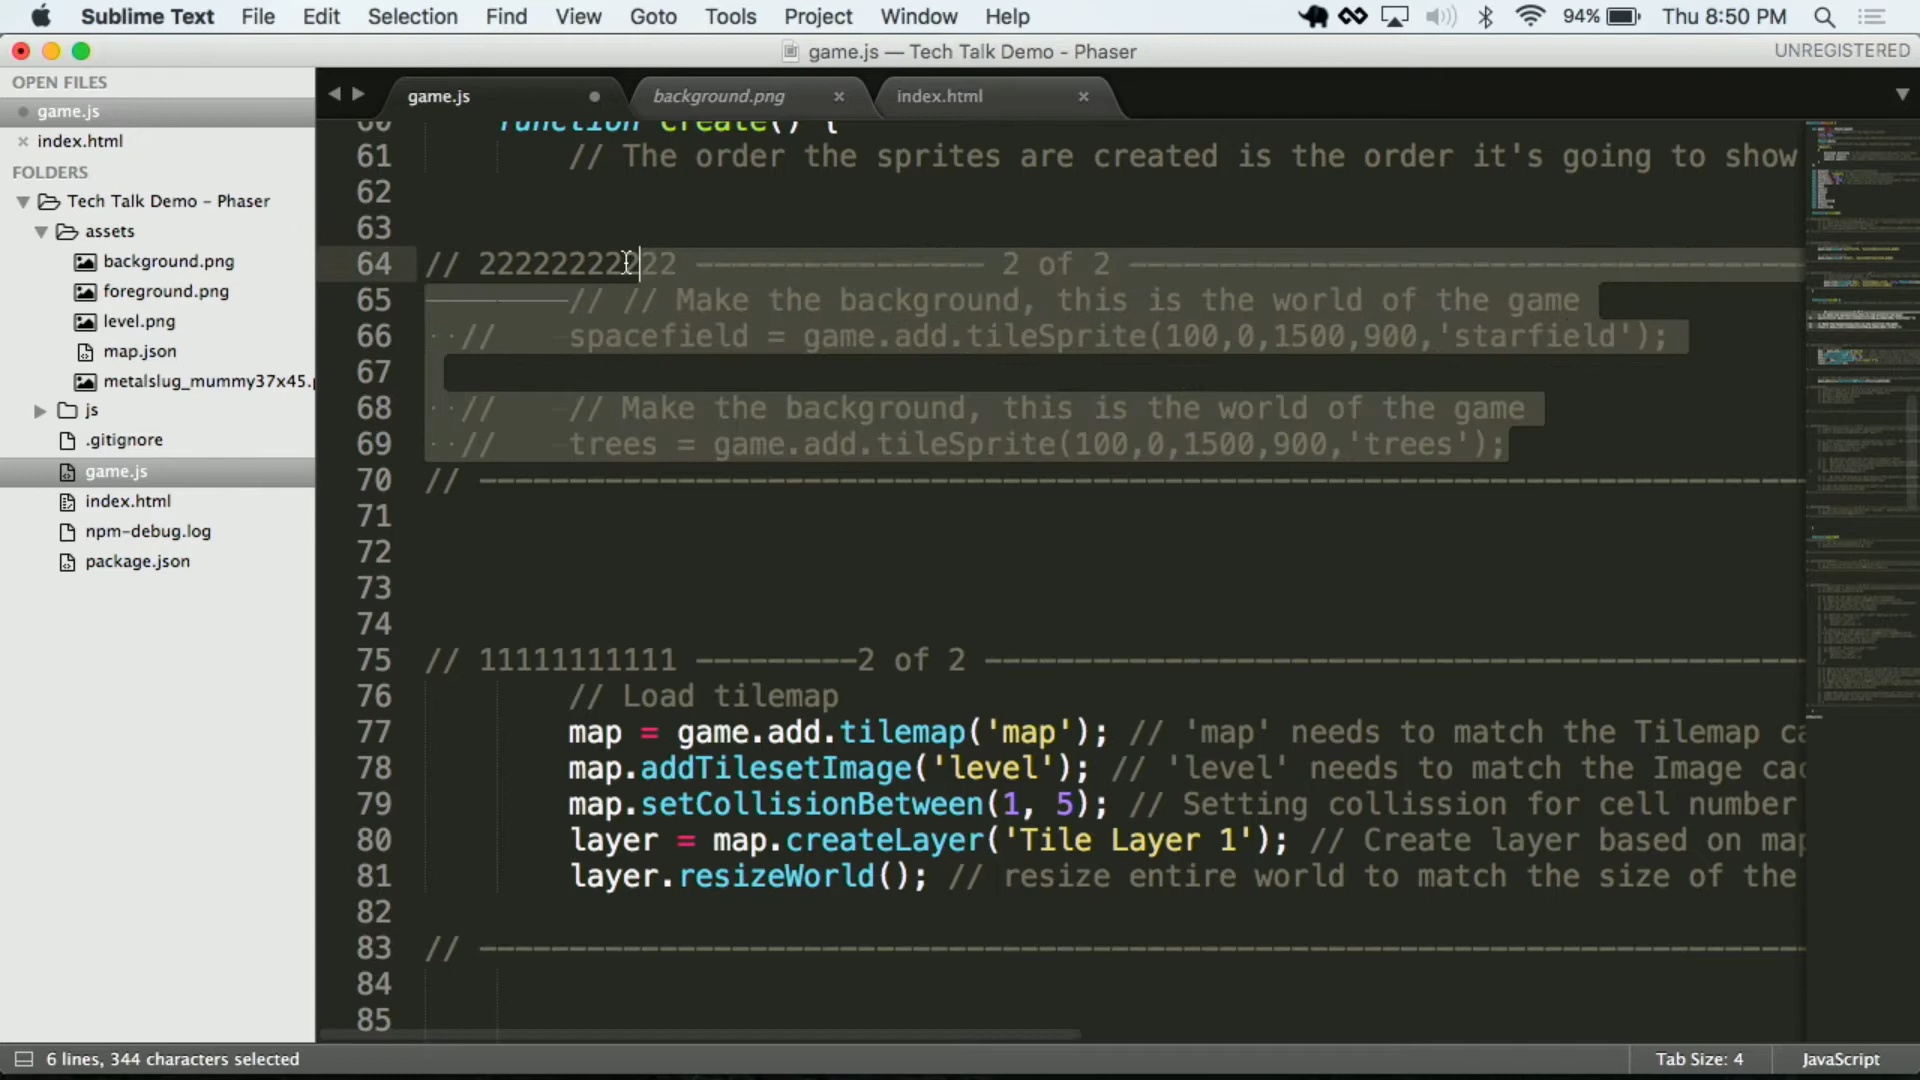 Sublime Text File Edit Selection Find View Goto Tools Project Window Help 94% Thu 8:50 PM
game.js — Tech Talk Demo - Phaser UNREGISTERED
OPEN FILES
game.js
index.html
FOLDERS
Tech Talk Demo - Phaser
assets
background.png
foreground.png
level.png
map.json
metalslug_mummy37x45.p
js
.gitignore
game.js
index.html
npm-debug.log
package.json
game.js background.png index.html
60 function create() {
61 // The order the sprites are created is the order it's going to show
62
63
64 // 22222222222 ---------------- 2 of 2 --------------------------------------
65 // // Make the background, this is the world of the game
66 // spacefield = game.add.tileSprite(100,0,1500,900,'starfield');
67
68 // // Make the background, this is the world of the game
69 // trees = game.add.tileSprite(100,0,1500,900,'trees');
70 // --------------------------------------------------------------------------
71
72
73
74
75 // 11111111111 ---------2 of 2 ----------------------------------------------
76 // Load tilemap
77 map = game.add.tilemap('map'); // 'map' needs to match the Tilemap ca
78 map.addTilesetImage('level'); // 'level' needs to match the Image cac
79 map.setCollisionBetween(1, 5); // Setting collission for cell number
80 layer = map.createLayer('Tile Layer 1'); // Create layer based on map
81 layer.resizeWorld(); // resize entire world to match the size of the
82
83 // --------------------------------------------------------------------------
84
85
6 lines, 344 characters selected Tab Size: 4 JavaScript